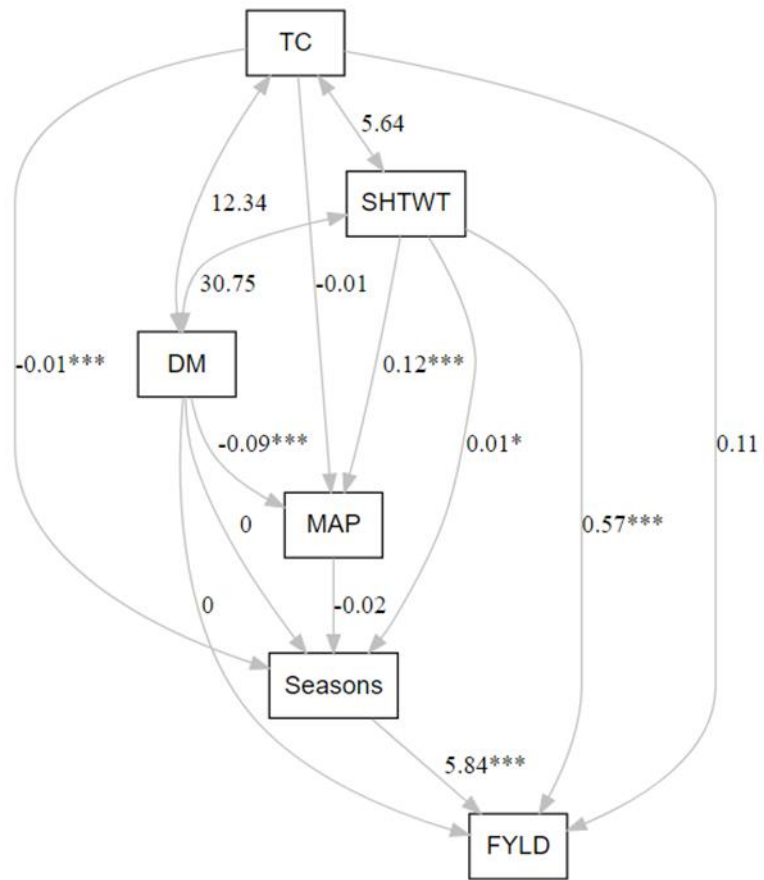 TC
5.64
SHTWT
12.34
30.75
-0.01
DM
-0.01***
0.12***
-0.09***
0.01*
0.11
MAP
0
0.57***
0
-0.02
Seasons
5.84***
FYLD